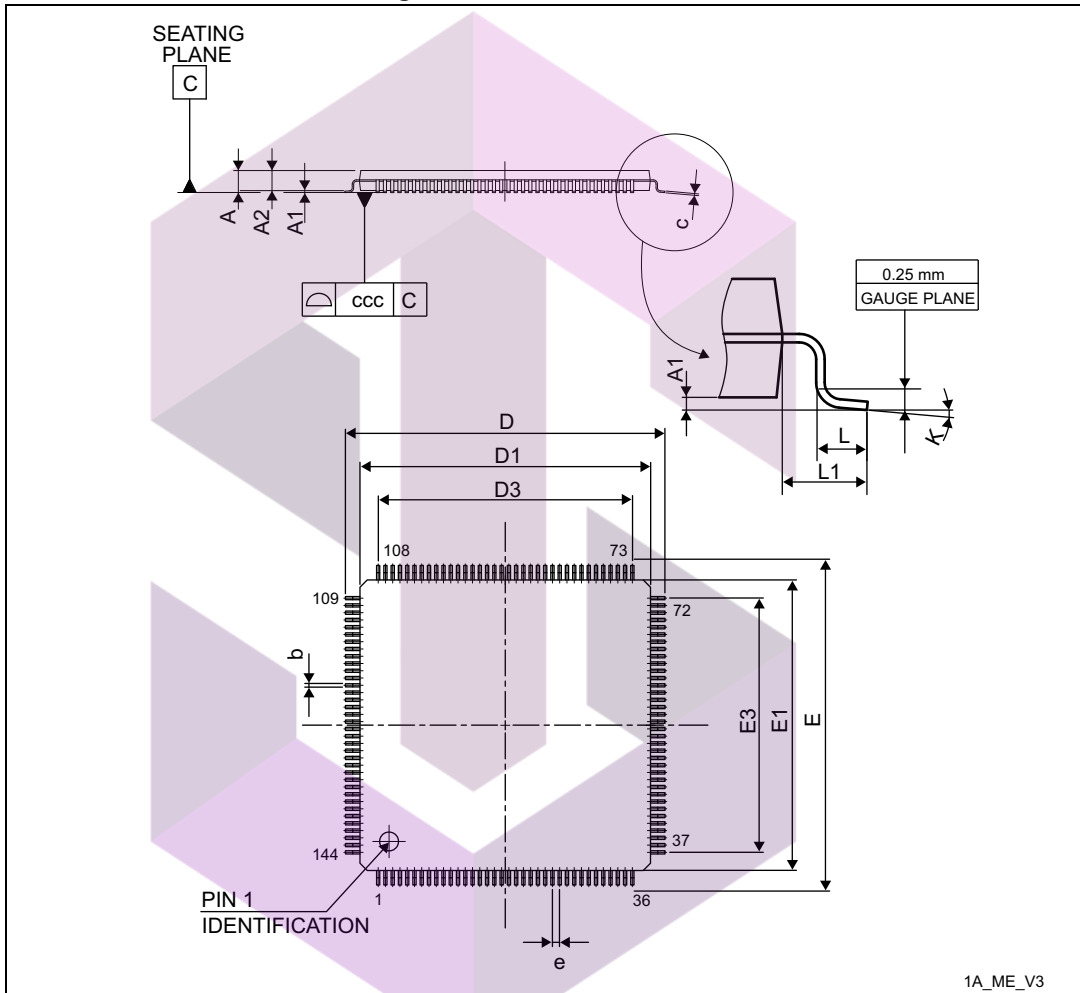 SEATING
PLANE
C
A
A2
A1
c
ccc C
0.25 mm
GAUGE PLANE
A1
K
L
L1
D
D1
D3
108
73
109
72
b
E3
E1
E
144
37
PIN 1
IDENTIFICATION
1
36
e
1A_ME_V3